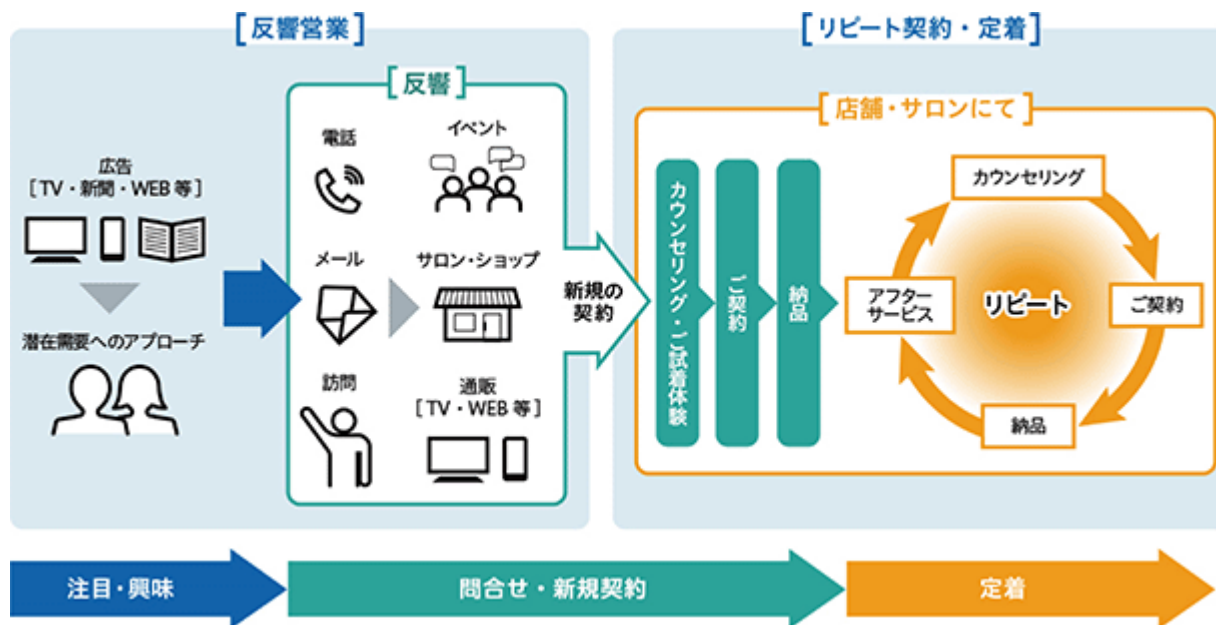 [反響営業]
広告
[TV・新聞・WEB 等]
潜在需要へのアプローチ
[反響]
電話
イベント
メール
サロン・ショップ
訪問
通販
[TV・WEB 等]
新規の
契約
[リピート契約・定着]
[店舗・サロンにて]
カウンセリング・ご試着体験
ご契約
納品
カウンセリング
ご契約
納品
アフター
サービス
リピート
注目・興味
問合せ・新規契約
定着